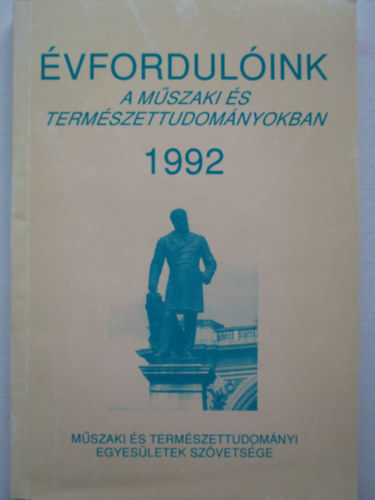 ÉVFORDULÓINK
A MŰSZAKI ÉS
TERMÉSZETTUDOMÁNYOKBAN
1992
MŰSZAKI ÉS TERMÉSZETTUDOMÁNYI
EGYESÜLETEK SZÖVETSÉGE